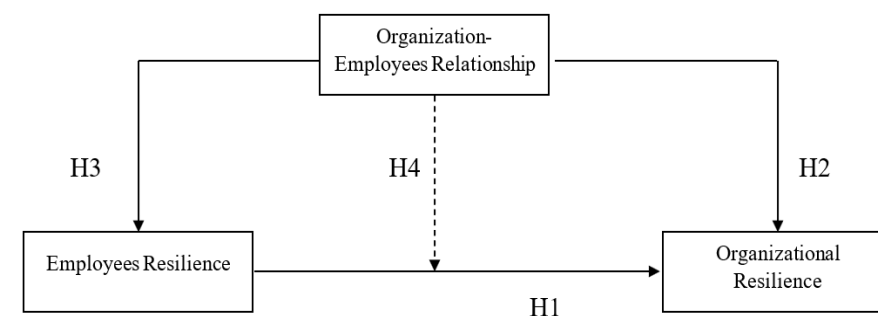 Organization-
Employees Relationship
H3
H4
H2
Employees Resilience
Organizational
Resilience
H1